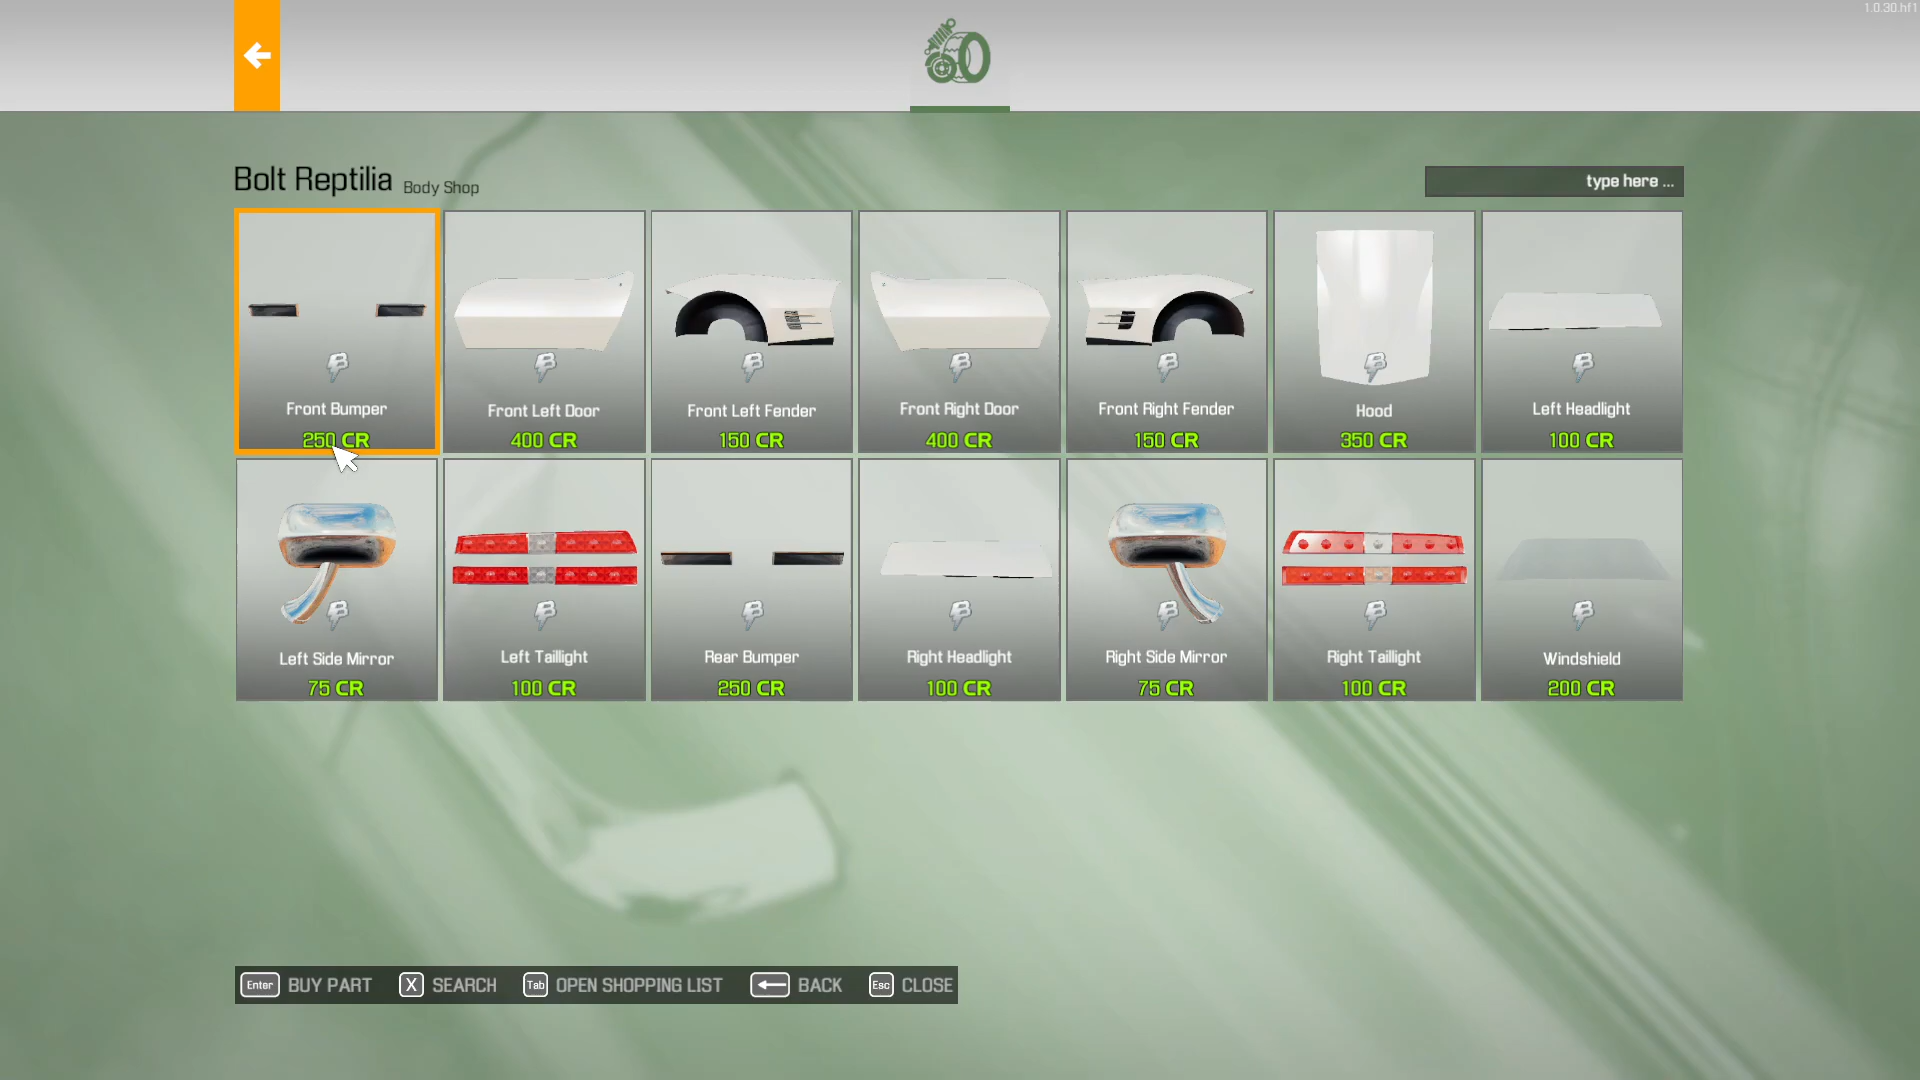 1.0.30.hf1
Bolt Reptilia Body Shop
type here ...
Front Bumper
250 CR
Front Left Door
400 CR
Front Left Fender
150 CR
Front Right Door
400 CR
Front Right Fender
150 CR
Hood
350 CR
Left Headlight
100 CR
Left Side Mirror
75 CR
Left Taillight
100 CR
Rear Bumper
250 CR
Right Headlight
100 CR
Right Side Mirror
75 CR
Right Taillight
100 CR
Windshield
200 CR
Enter BUY PART X SEARCH Tab OPEN SHOPPING LIST BACK Esc CLOSE